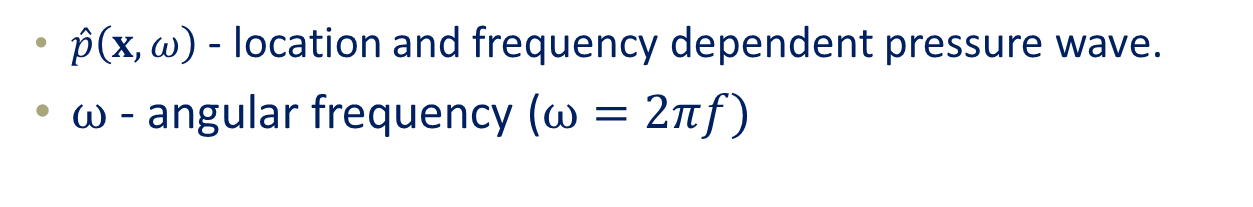 • p̂(𝐱, ω) - location and frequency dependent pressure wave.
• ω - angular frequency (ω = 2πf)